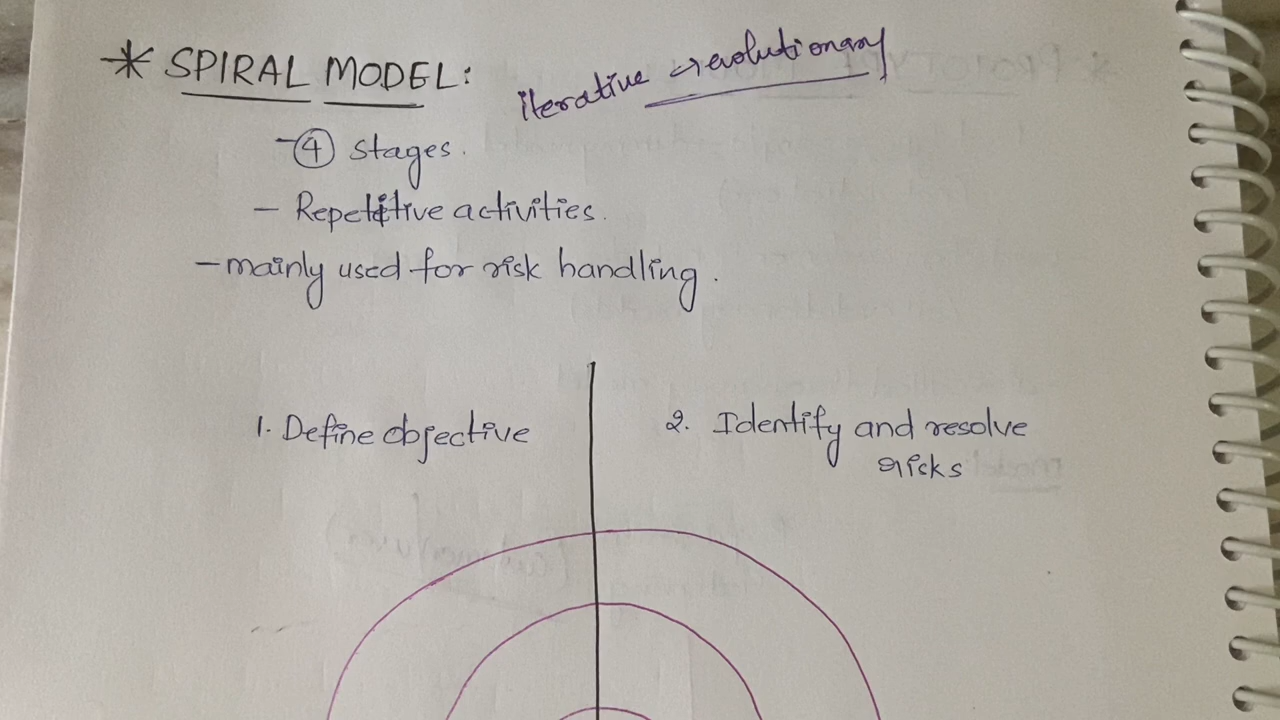 * SPIRAL MODEL:
iterative revolutionary
- 4 stages.
- Repetitive activities.
- mainly used for risk handling.
1. Define objective
2. Identify and resolve
risks